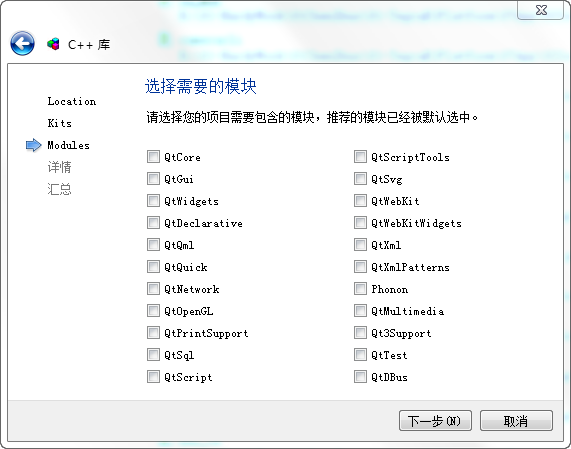 C++ 库
选择需要的模块
Location
Kits
Modules
详情
汇总
请选择您的项目需要包含的模块，推荐的模块已经被默认选中。
QtCore
QtGui
QtWidgets
QtDeclarative
QtQml
QtQuick
QtNetwork
QtOpenGL
QtPrintSupport
QtSql
QtScript
QtScriptTools
QtSvg
QtWebKit
QtWebKitWidgets
QtXml
QtXmlPatterns
Phonon
QtMultimedia
Qt3Support
QtTest
QtDBus
下一步(N)
取消